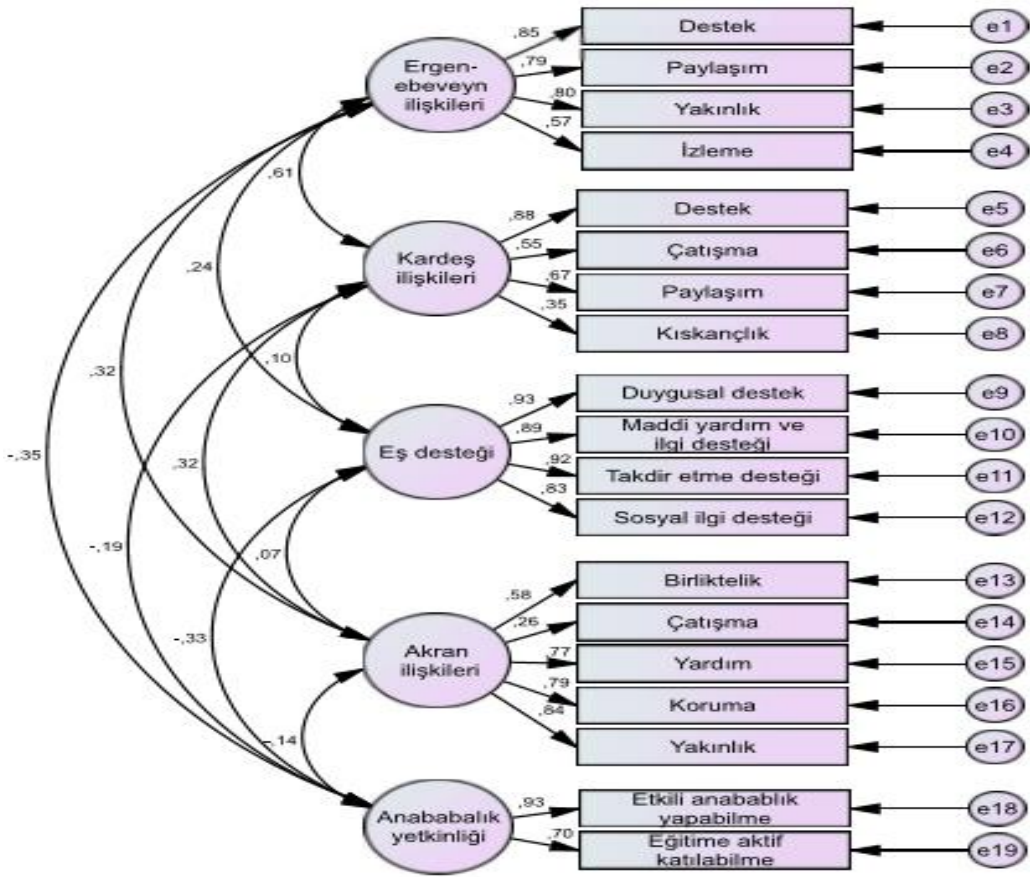 ,85
Destek
e1
Ergen-
ebeveyn
ilişkileri
,79
Paylaşım
e2
,80
Yakınlık
e3
,57
İzleme
e4
,61
,88
Destek
e5
Kardeş
ilişkileri
,55
Çatışma
e6
,67
Paylaşım
e7
,35
Kıskançlık
e8
,24
,10
,32
,93
Duygusal destek
e9
Eş desteği
,89
Maddi yardım ve
ilgi desteği
e10
-,35
,32
,92
Takdir etme desteği
e11
,83
Sosyal ilgi desteği
e12
-,19
,07
,58
Birliktelik
e13
-,33
Akran
ilişkileri
,26
Çatışma
e14
,77
Yardım
e15
,79
Koruma
e16
,84
Yakınlık
e17
-,14
Anababalık
yetkinliği
,93
Etkili anabablık
yapabilme
e18
,70
Eğitime aktif
katılabilme
e19